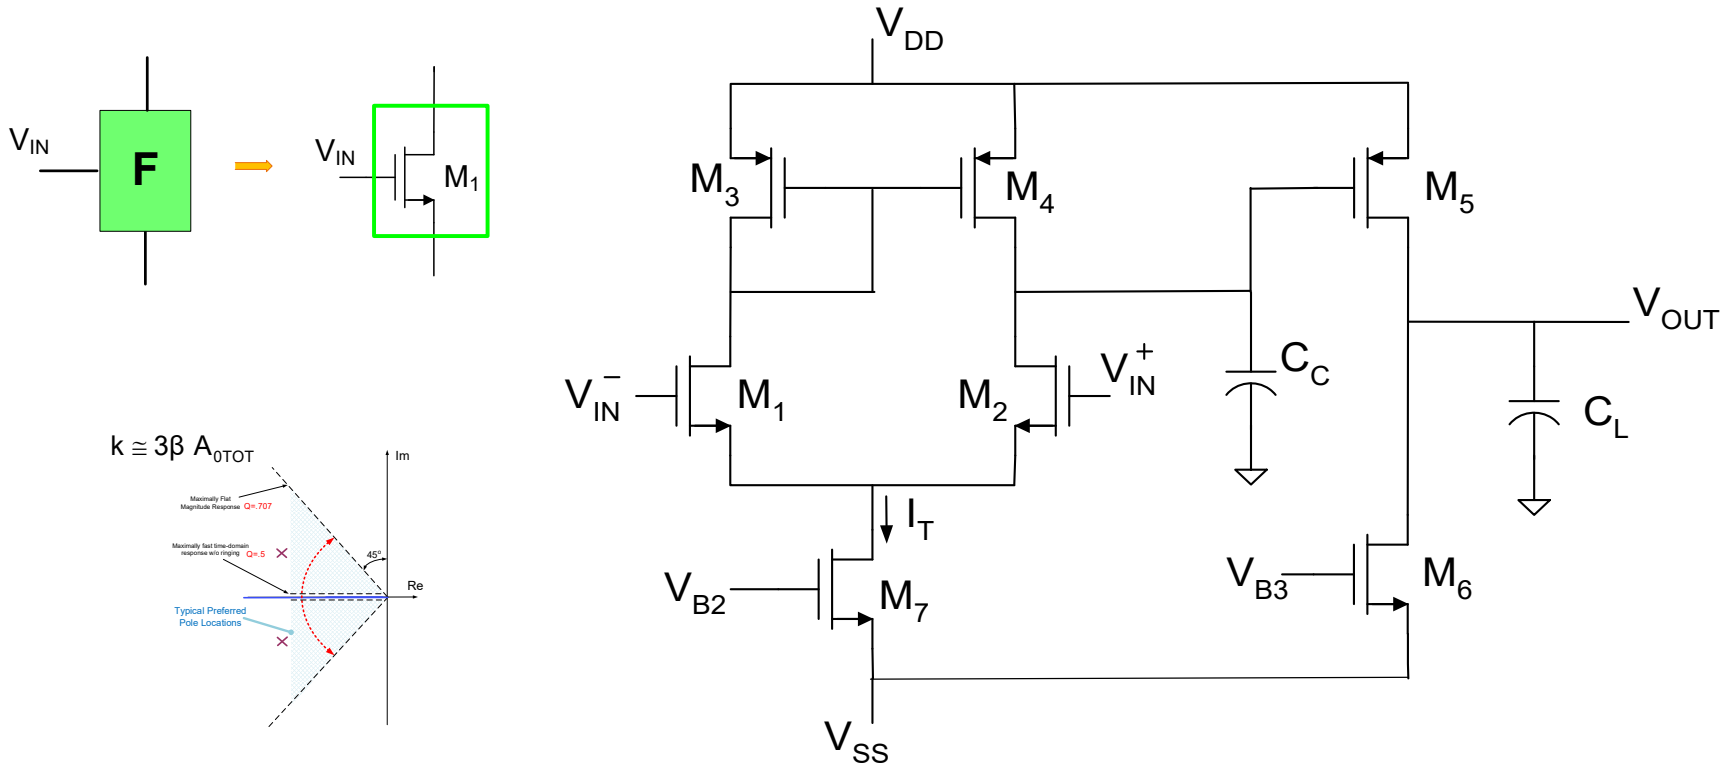 V_IN
F
V_IN
M_1
V_DD
M_3
M_4
M_5
V_OUT
V_IN^−
M_1
M_2
V_IN^+
C_C
C_L
I_T
V_B2
M_7
V_B3
M_6
V_SS
k ≅ 3β A_0TOT
Im
Maximally Flat
Magnitude Response Q=.707
Maximally fast time-domain
response w/o ringing Q=.5
45°
Re
Typical Preferred
Pole Locations